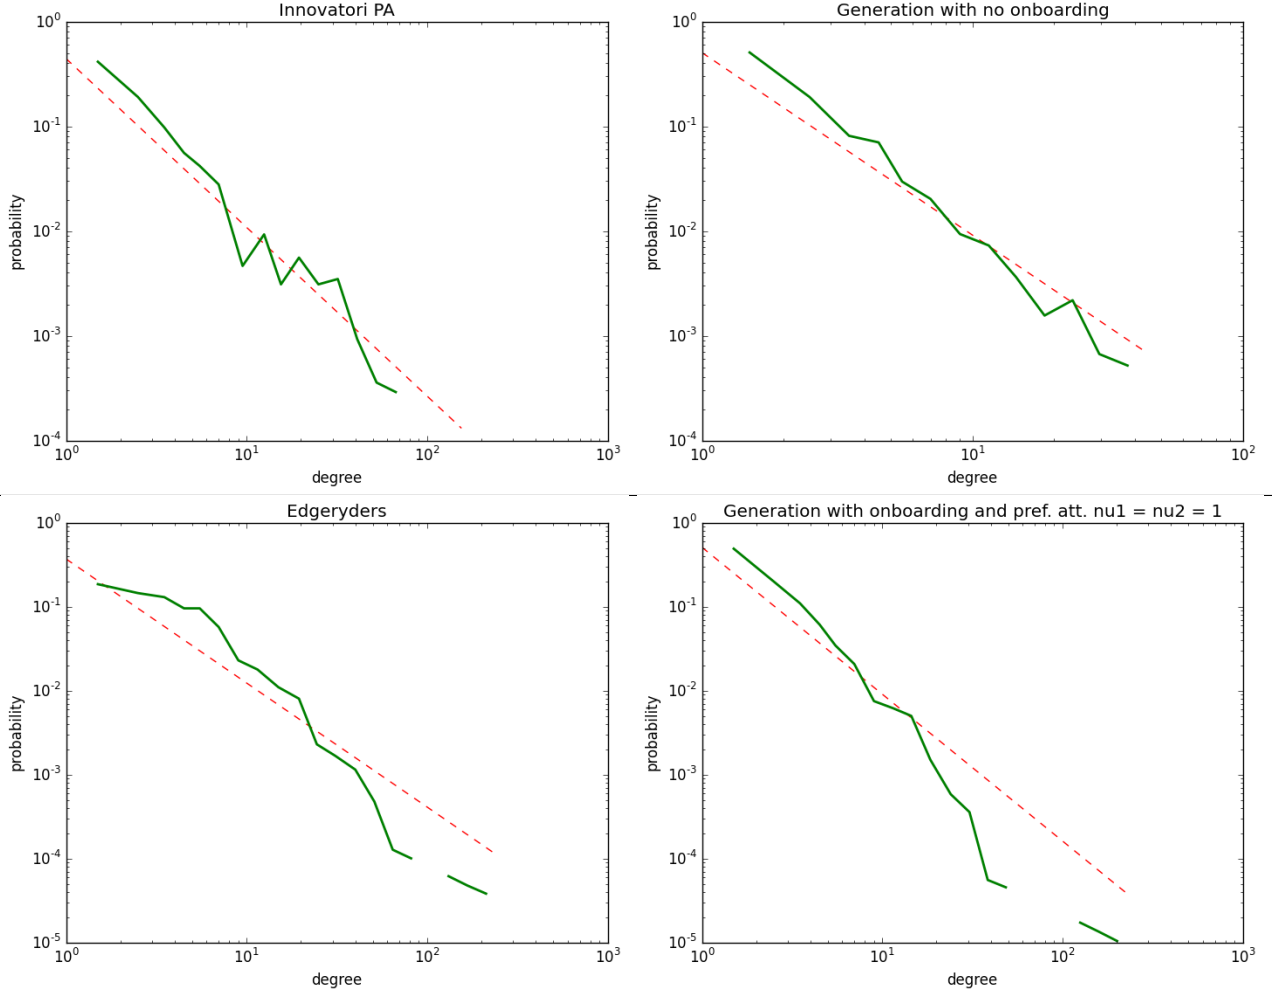 Innovatori PA
10^0
10^-1
10^-2
10^-3
10^-4
probability
10^0 10^1 10^2 10^3
degree
Generation with no onboarding
10^0
10^-1
10^-2
10^-3
10^-4
probability
10^0 10^1 10^2
degree
Edgeryders
10^0
10^-1
10^-2
10^-3
10^-4
10^-5
probability
10^0 10^1 10^2 10^3
degree
Generation with onboarding and pref. att. nu1 = nu2 = 1
10^0
10^-1
10^-2
10^-3
10^-4
10^-5
probability
10^0 10^1 10^2 10^3
degree